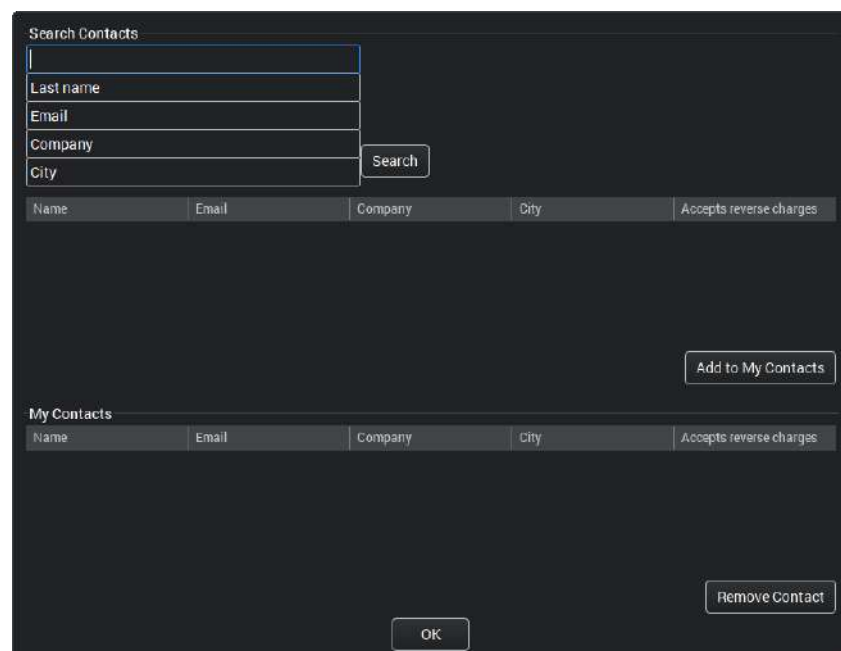 Search Contacts
Last name
Email
Company
City
Search
Name Email Company City Accepts reverse charges
Add to My Contacts
My Contacts
Name Email Company City Accepts reverse charges
Remove Contact
OK